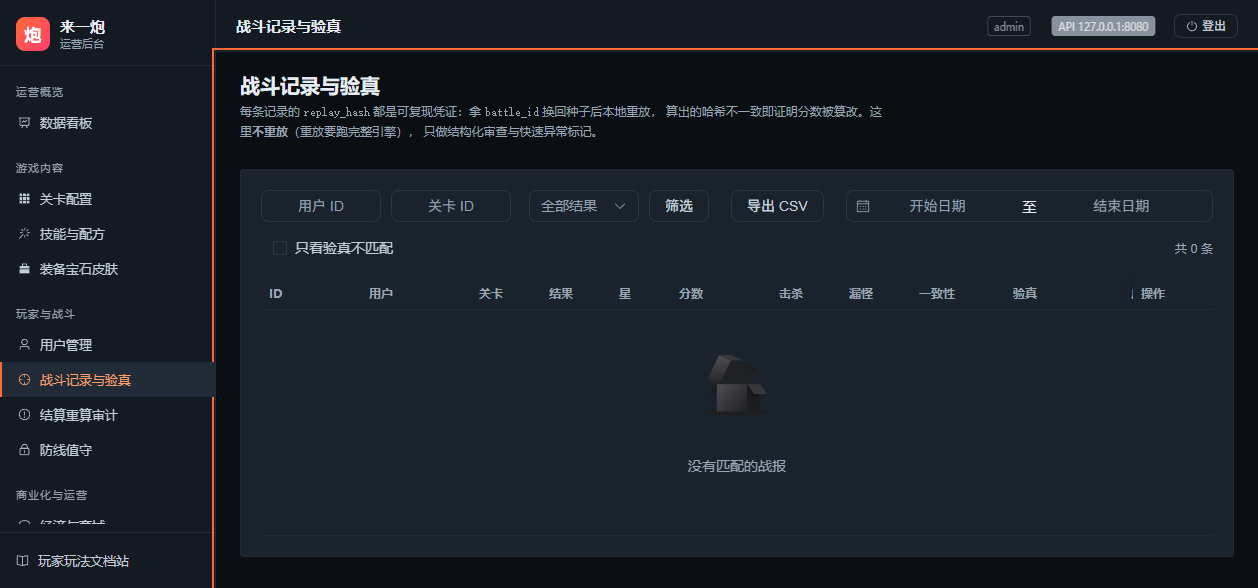 炮
来一炮
运营后台
战斗记录与验真
admin
API 127.0.0.1:8080
登出
运营概览
数据看板
游戏内容
关卡配置
技能与配方
装备宝石皮肤
玩家与战斗
用户管理
战斗记录与验真
结算重算审计
防线值守
商业化与运营
玩家玩法文档站
战斗记录与验真
每条记录的 replay_hash 都是可复现凭证：拿 battle_id 换回种子后本地重放， 算出的哈希不一致即证明分数被篡改。这
里不重放（重放要跑完整引擎）， 只做结构化审查与快速异常标记。
用户 ID
关卡 ID
全部结果
筛选
导出 CSV
开始日期
至
结束日期
只看验真不匹配
共 0 条
ID 用户 关卡 结果 星 分数 击杀 漏怪 一致性 验真 ↓ 操作
没有匹配的战报